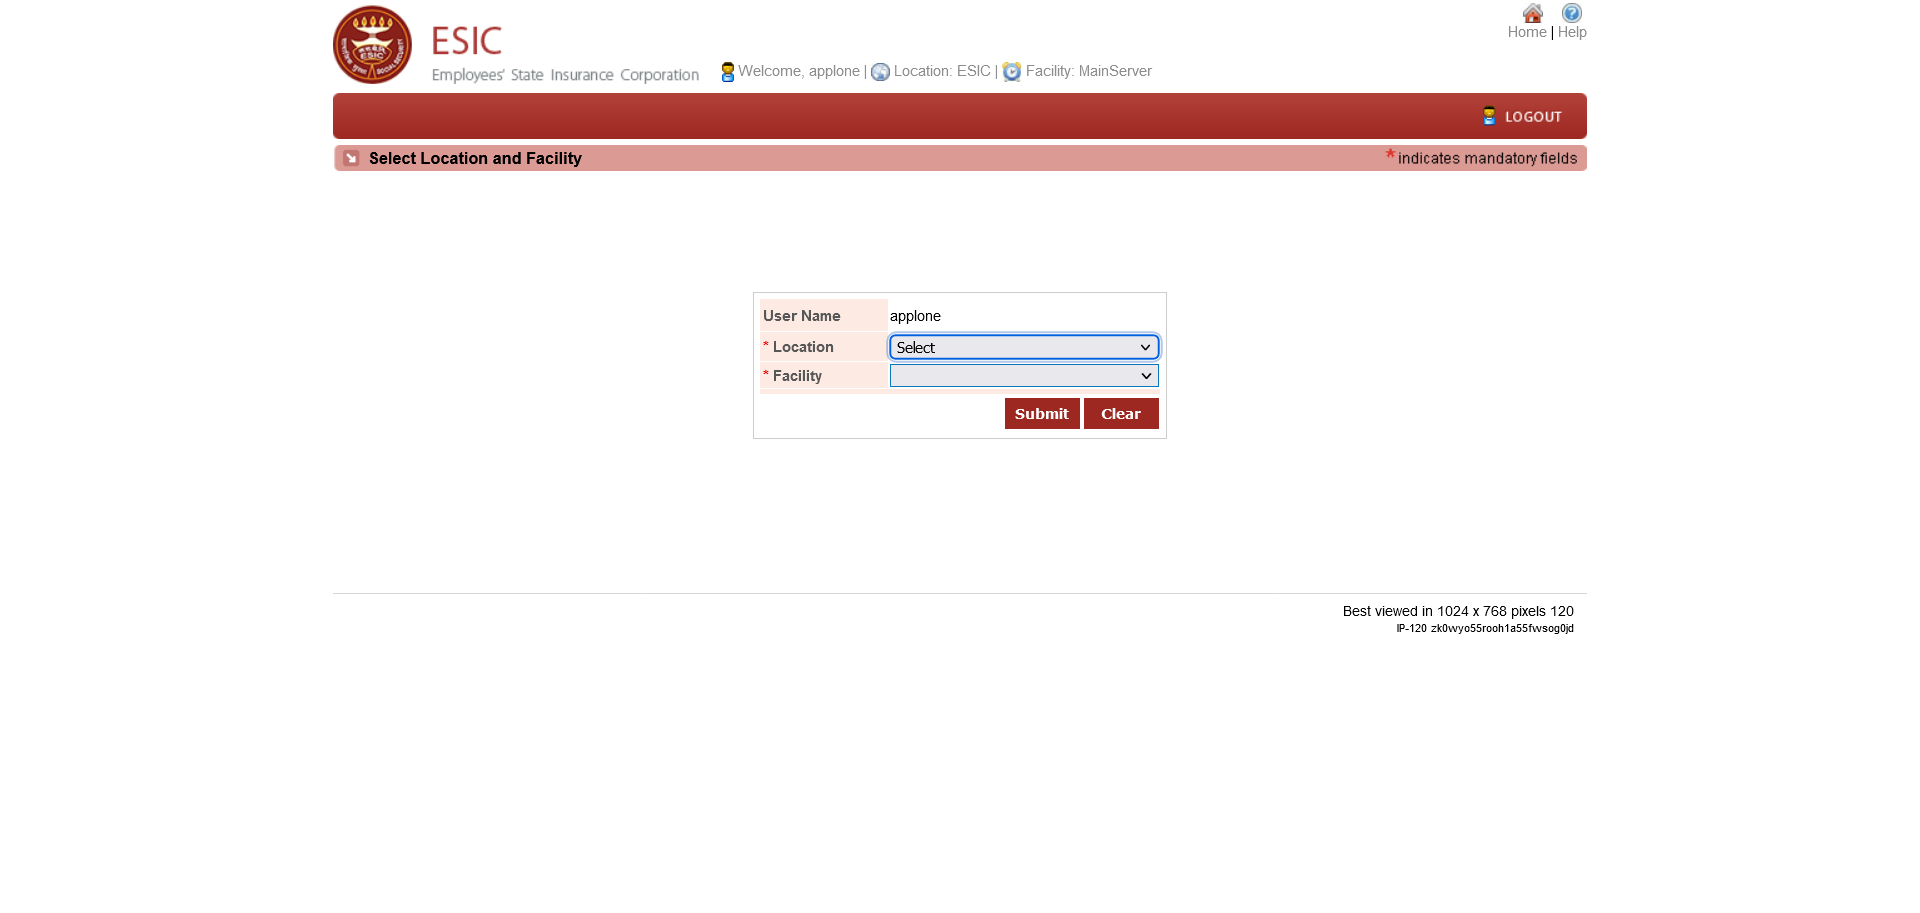 Home | Help
ESIC
Employees' State Insurance Corporation
Welcome, applone | Location: ESIC | Facility: MainServer
LOGOUT
Select Location and Facility
* indicates mandatory fields
User Name applone
* Location Select
* Facility
Submit Clear
Best viewed in 1024 x 768 pixels 120
IP-120 zk0wyo55rooh1a55fwsog0jd